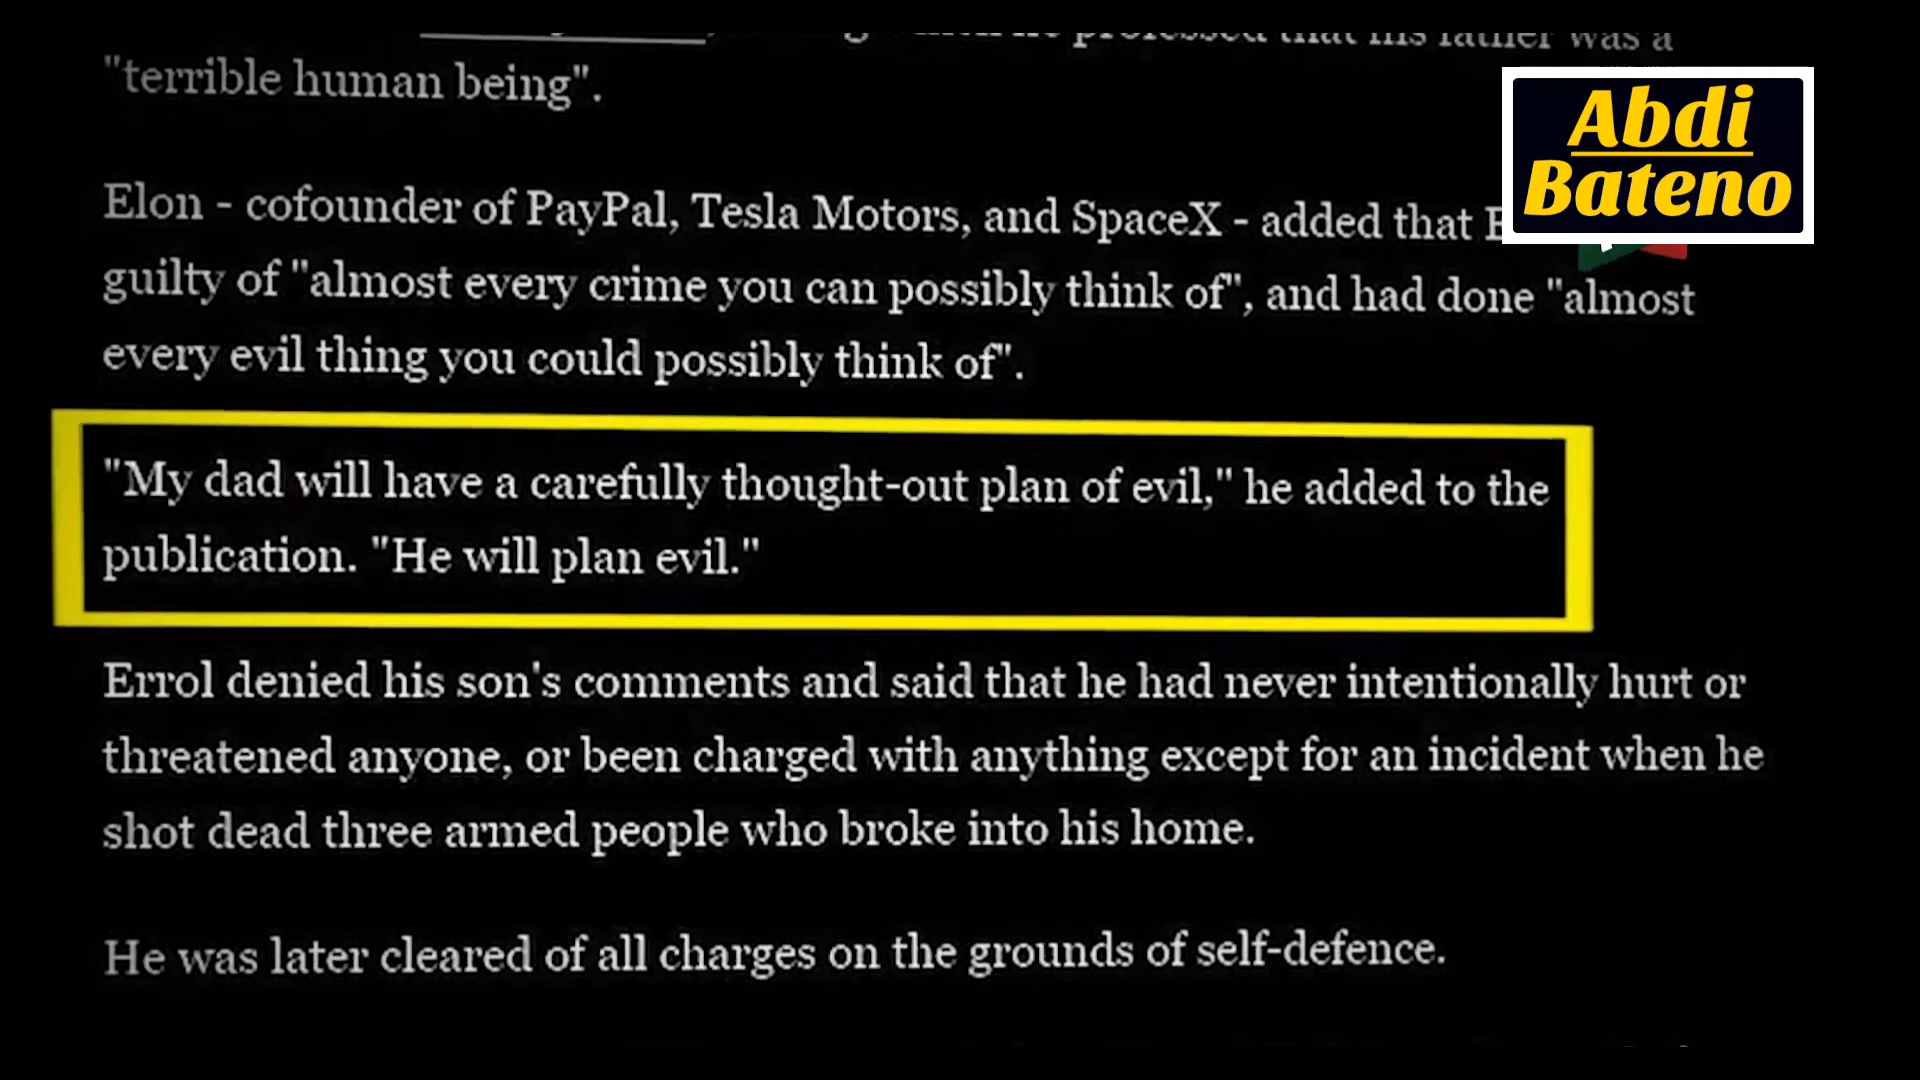 professed that his father was a
"terrible human being".
Abdi
Bateno
Elon - cofounder of PayPal, Tesla Motors, and SpaceX - added that
guilty of "almost every crime you can possibly think of", and had done "almost
every evil thing you could possibly think of".
"My dad will have a carefully thought-out plan of evil," he added to the
publication. "He will plan evil."
Errol denied his son's comments and said that he had never intentionally hurt or
threatened anyone, or been charged with anything except for an incident when he
shot dead three armed people who broke into his home.
He was later cleared of all charges on the grounds of self-defence.